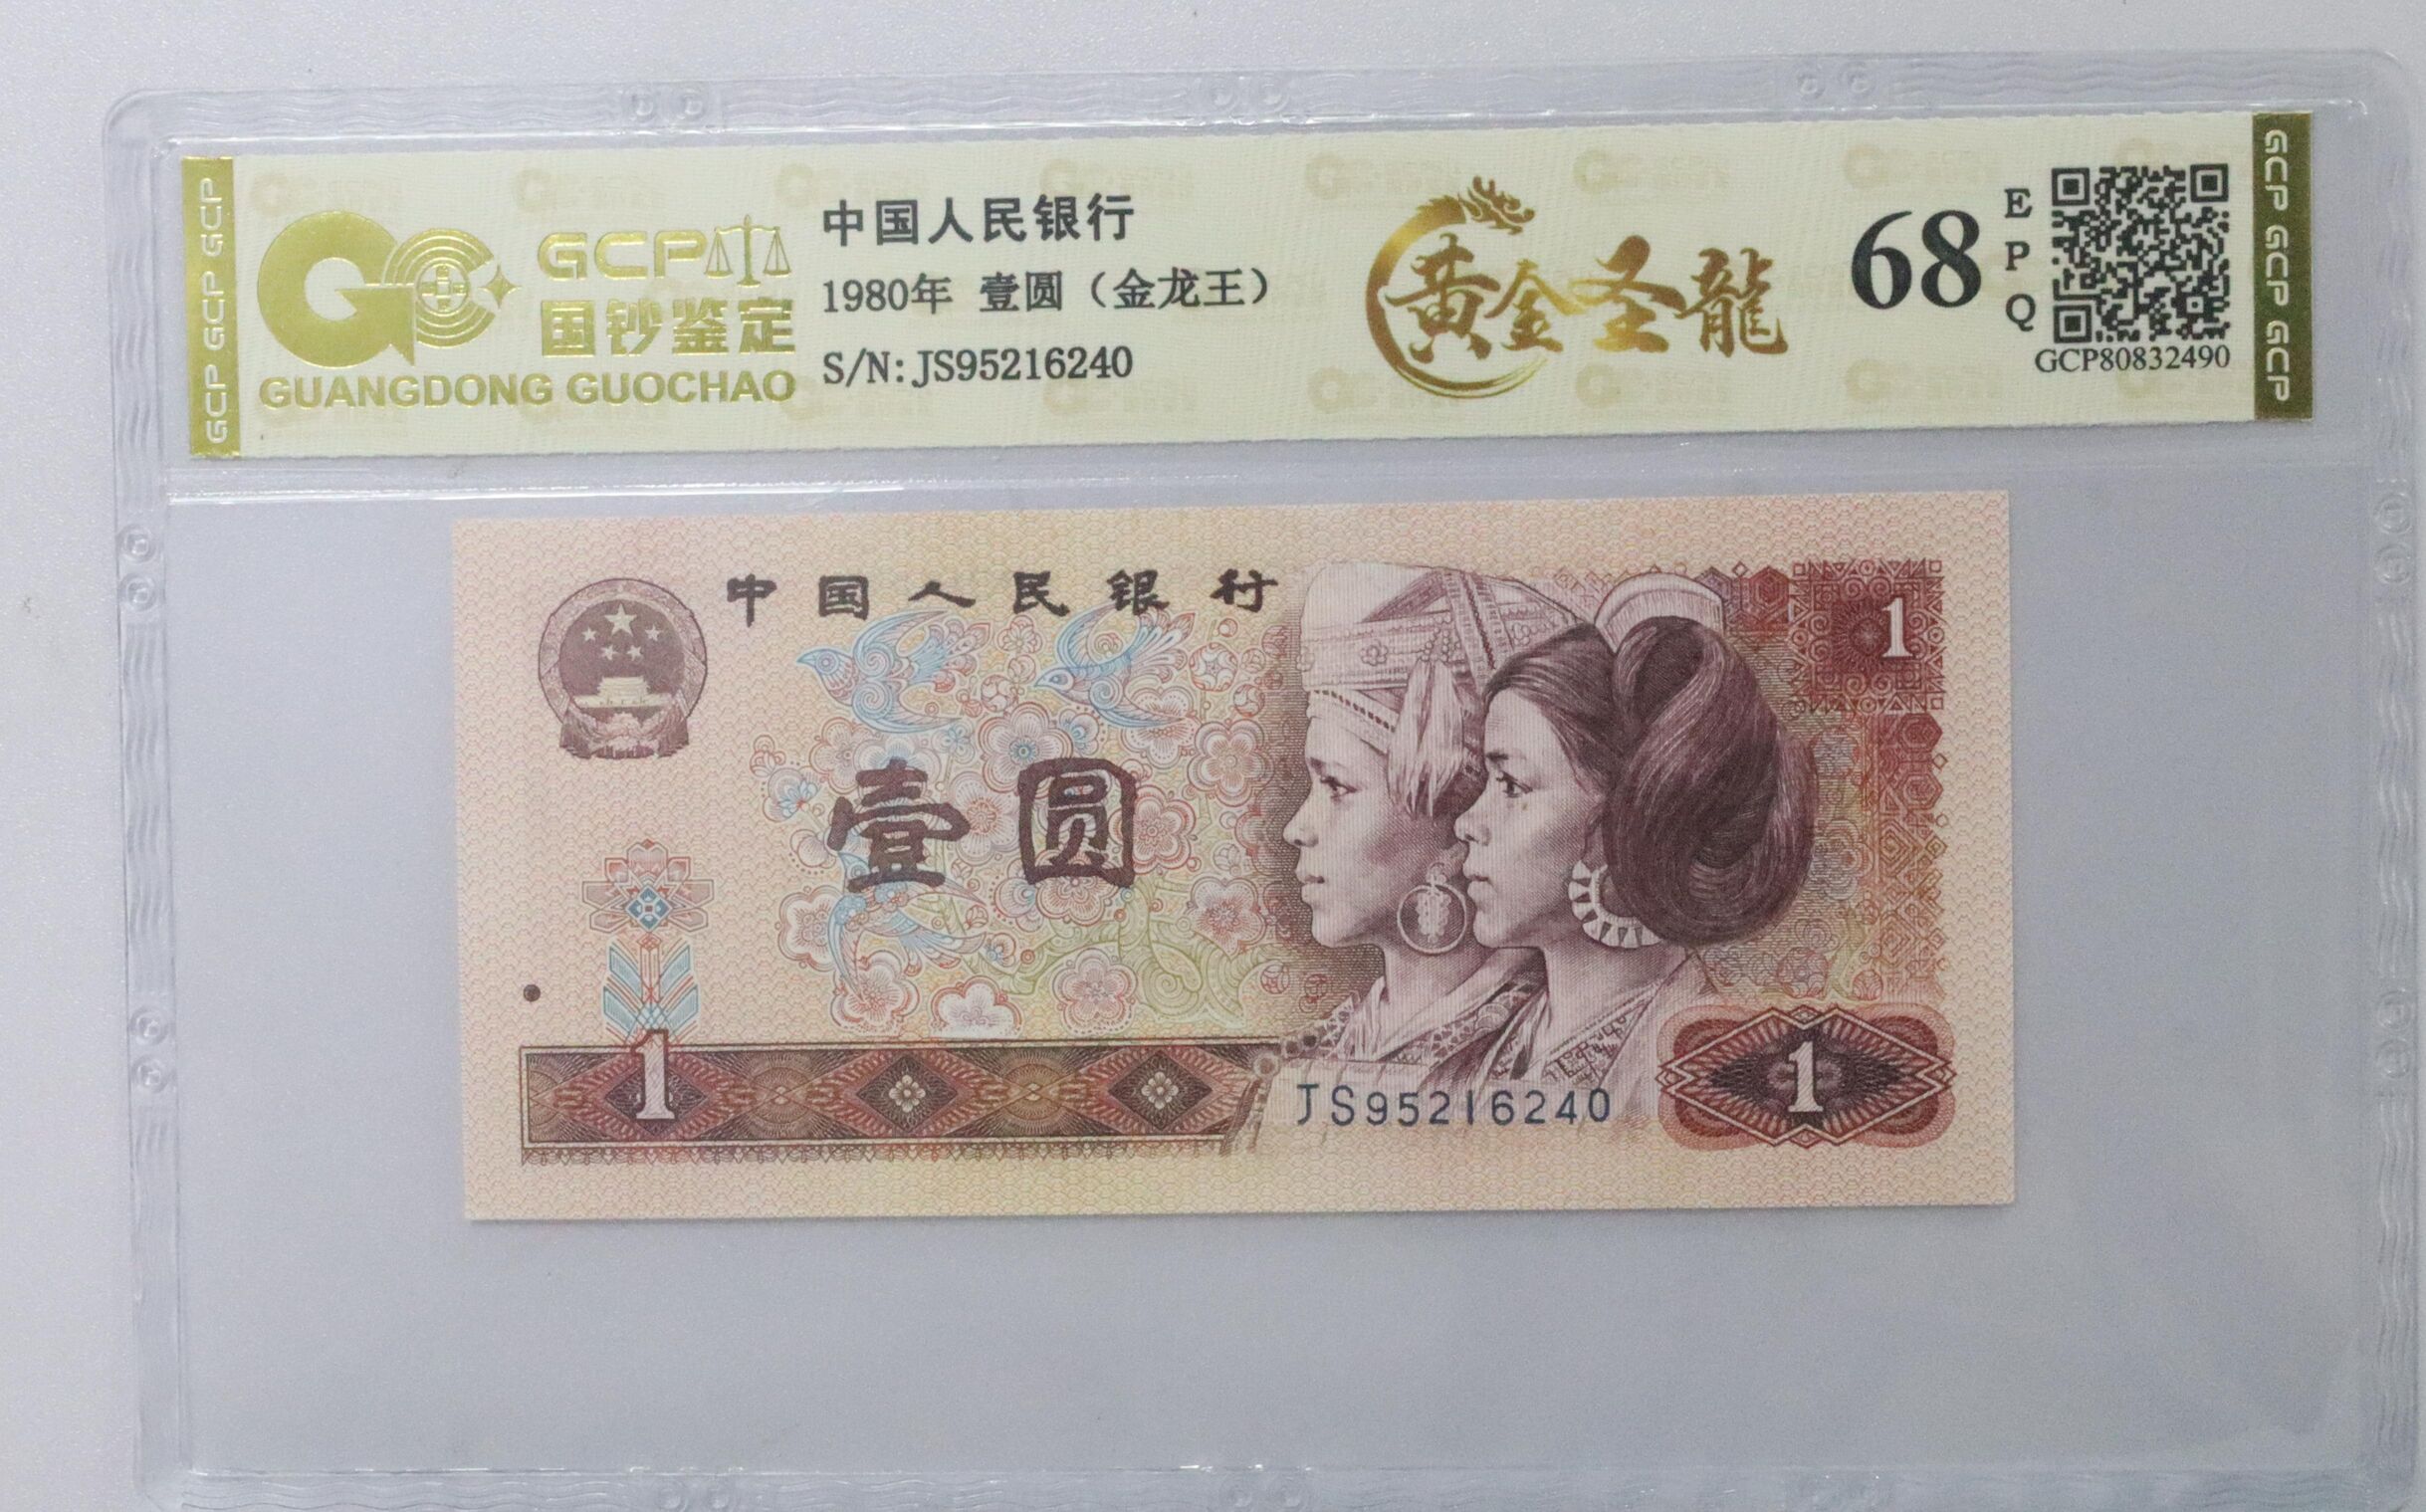 GCP GCP GCP
GCP
国钞鉴定
GUANGDONG GUOCHAO
中国人民银行
1980年 壹圆（金龙王）
S/N: JS95216240
黄金圣龍
68
E
P
Q
GCP80832490
GCP GCP GCP
中国人民银行
1
壹圆
1
JS95216240
1